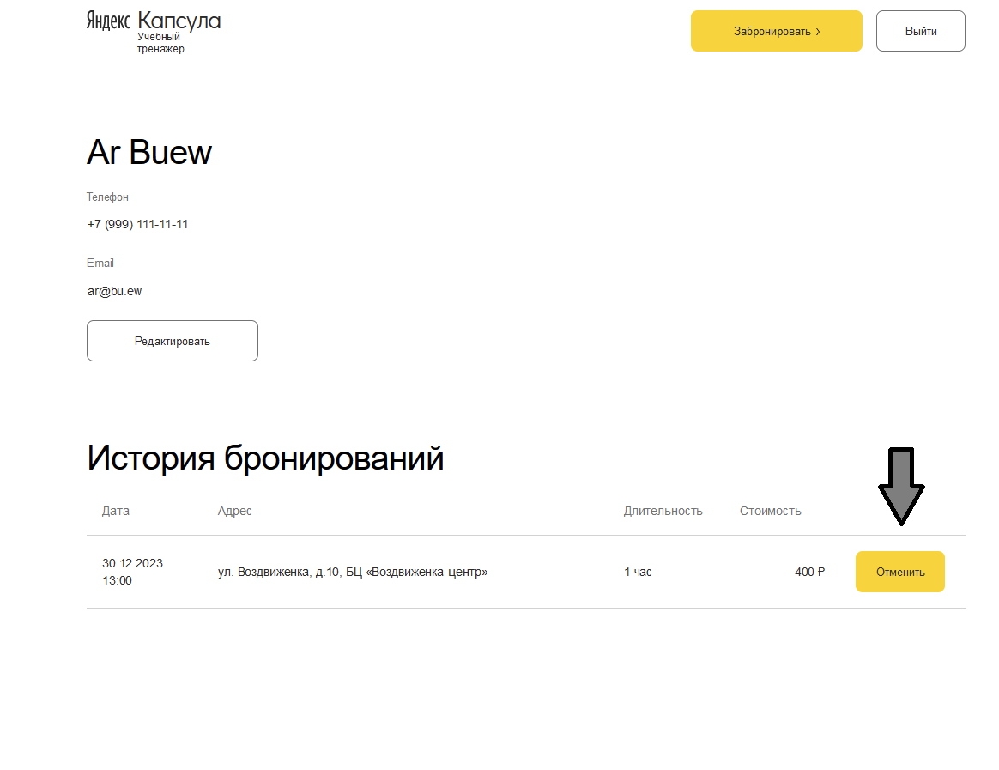 Яндекс Капсула
Учебный
тренажёр
Забронировать ›
Выйти
Ar Buew
Телефон
+7 (999) 111-11-11
Email
ar@bu.ew
Редактировать
История бронирований
Дата Адрес Длительность Стоимость
30.12.2023
13:00
ул. Воздвиженка, д.10, БЦ «Воздвиженка-центр»
1 час
400 ₽
Отменить